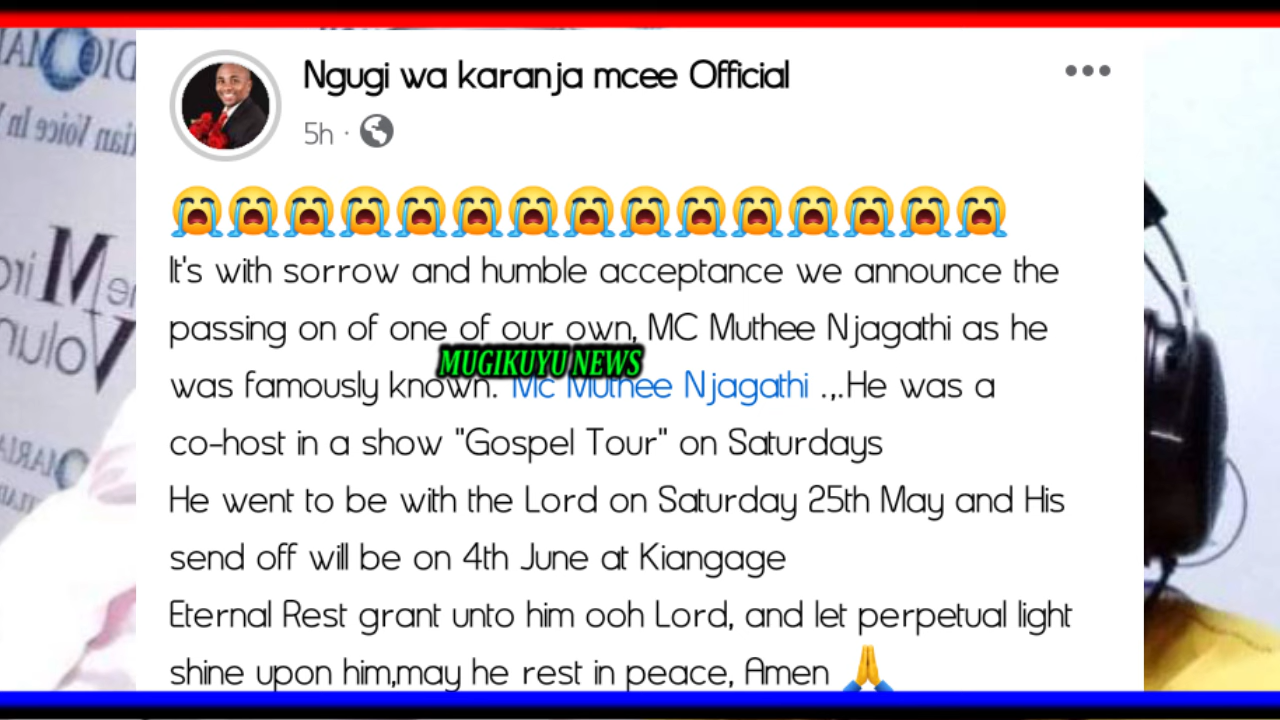 Ngugi wa karanja mcee Official
5h ·
😭😭😭😭😭😭😭😭😭😭😭😭😭😭😭
It's with sorrow and humble acceptance we announce the
passing on of one of our own, MC Muthee Njagathi as he
was famously known. Mc Muthee Njagathi .,.He was a
MUGIKUYU NEWS
co-host in a show "Gospel Tour" on Saturdays
He went to be with the Lord on Saturday 25th May and His
send off will be on 4th June at Kiangage
Eternal Rest grant unto him ooh Lord, and let perpetual light
shine upon him,may he rest in peace, Amen 🙏